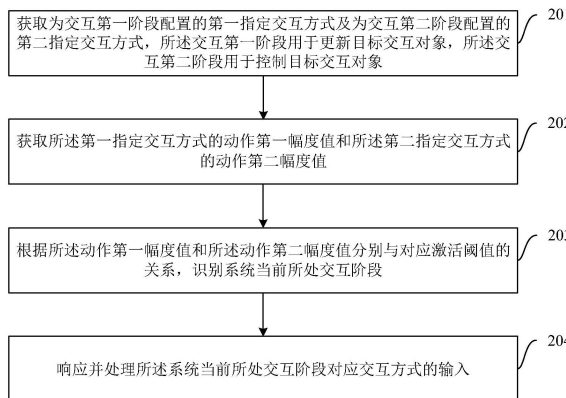 获取为交互第一阶段配置的第一指定交互方式及为交互第二阶段配置的
第二指定交互方式，所述交互第一阶段用于更新目标交互对象，所述交
互第二阶段用于控制目标交互对象
20
获取所述第一指定交互方式的动作第一幅度值和所述第二指定交互方式
的动作第二幅度值
202
根据所述动作第一幅度值和所述动作第二幅度值分别与对应激活阈值的
关系，识别系统当前所处交互阶段
203
响应并处理所述系统当前所处交互阶段对应交互方式的输入
204